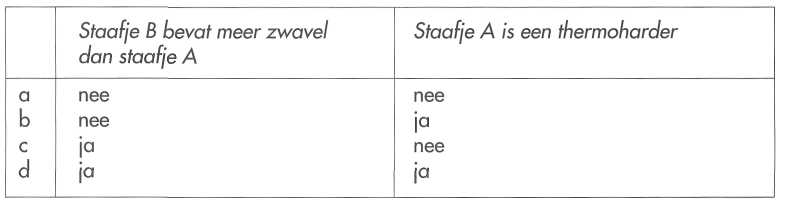 Staafje B bevat meer zwavel
dan staafje A
Staafje A is een thermoharder
a nee nee
b nee ja
c ja nee
d ja ja